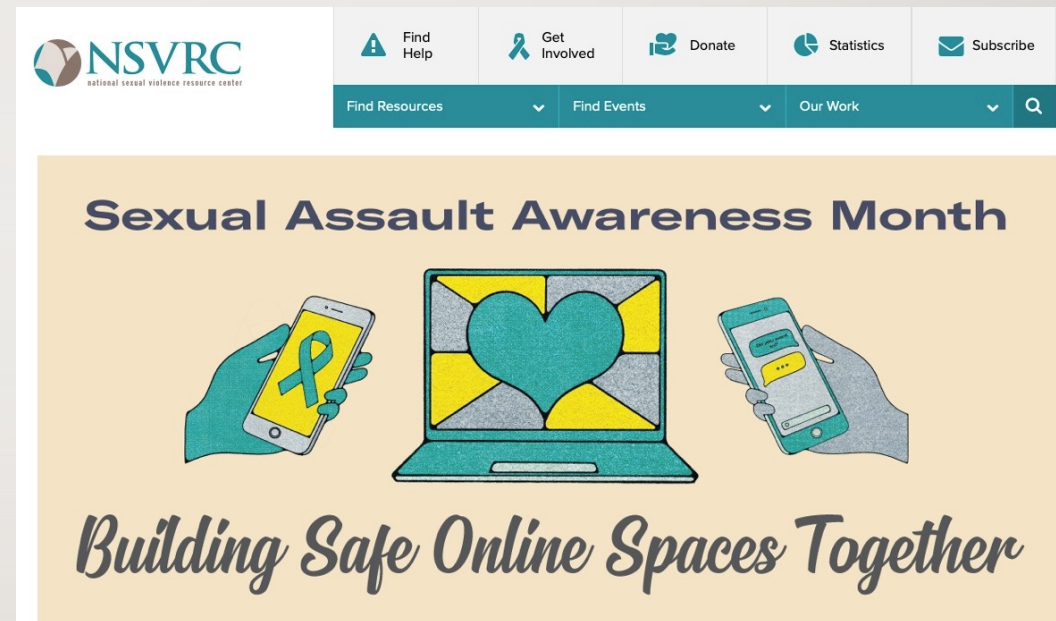 NSVRC
national sexual violence resource center
Find
Help
Get
Involved
Donate
Statistics
Subscribe
Find Resources
Find Events
Our Work
Sexual Assault Awareness Month
Building Safe Online Spaces Together